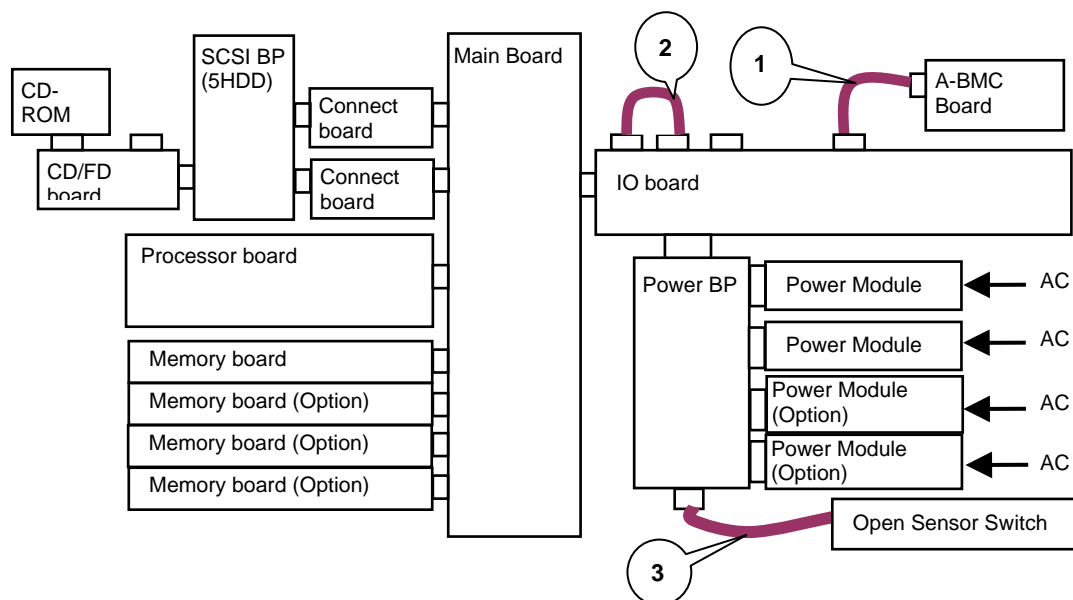 2
1
SCSI BP
(5HDD)
Main Board
CD-
ROM
A-BMC
Board
Connect
board
CD/FD
board
Connect
board
IO board
Processor board
Power BP
Power Module
AC
Power Module
AC
Memory board
Memory board (Option)
Power Module
(Option)
AC
Memory board (Option)
Power Module
(Option)
AC
Memory board (Option)
Open Sensor Switch
3